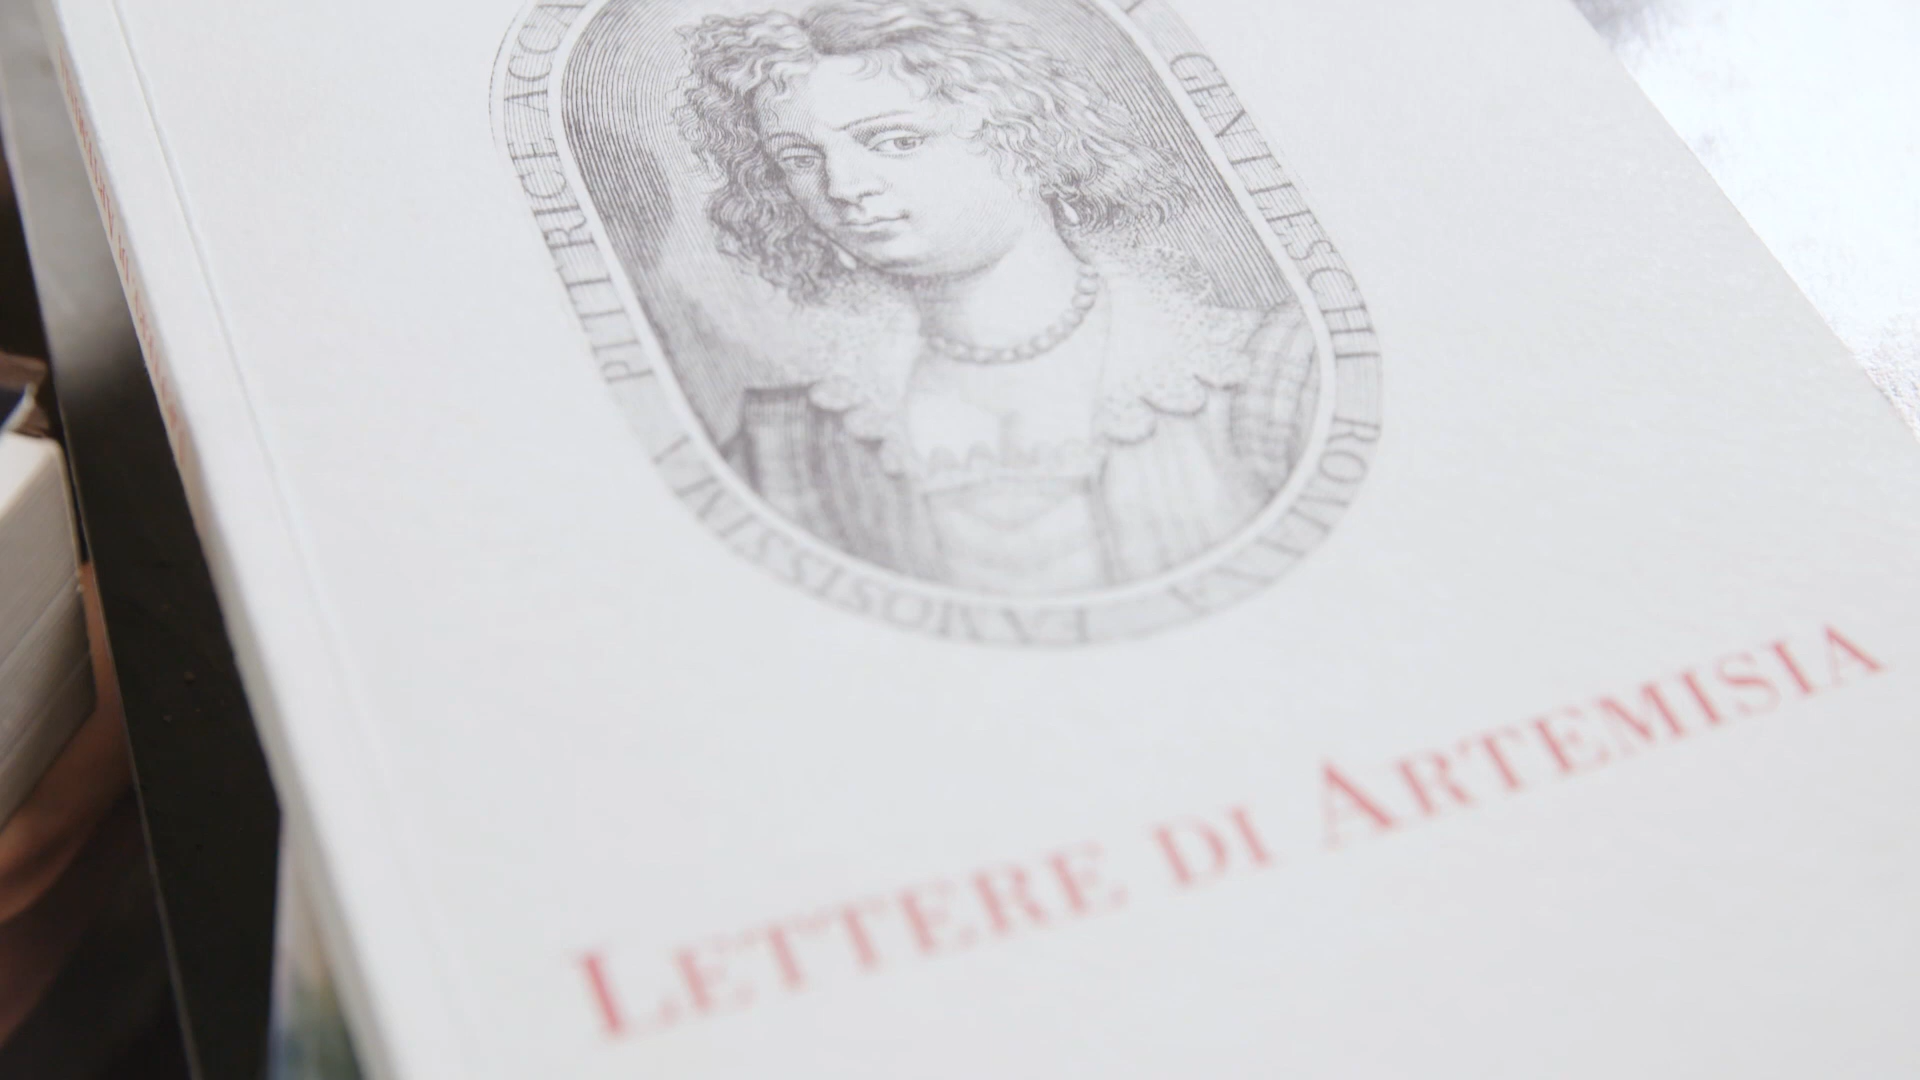 GENTILESCHI ROMANA FAMOSISSIMA PITTRICE ACCA
LETTERE DI ARTEMISIA